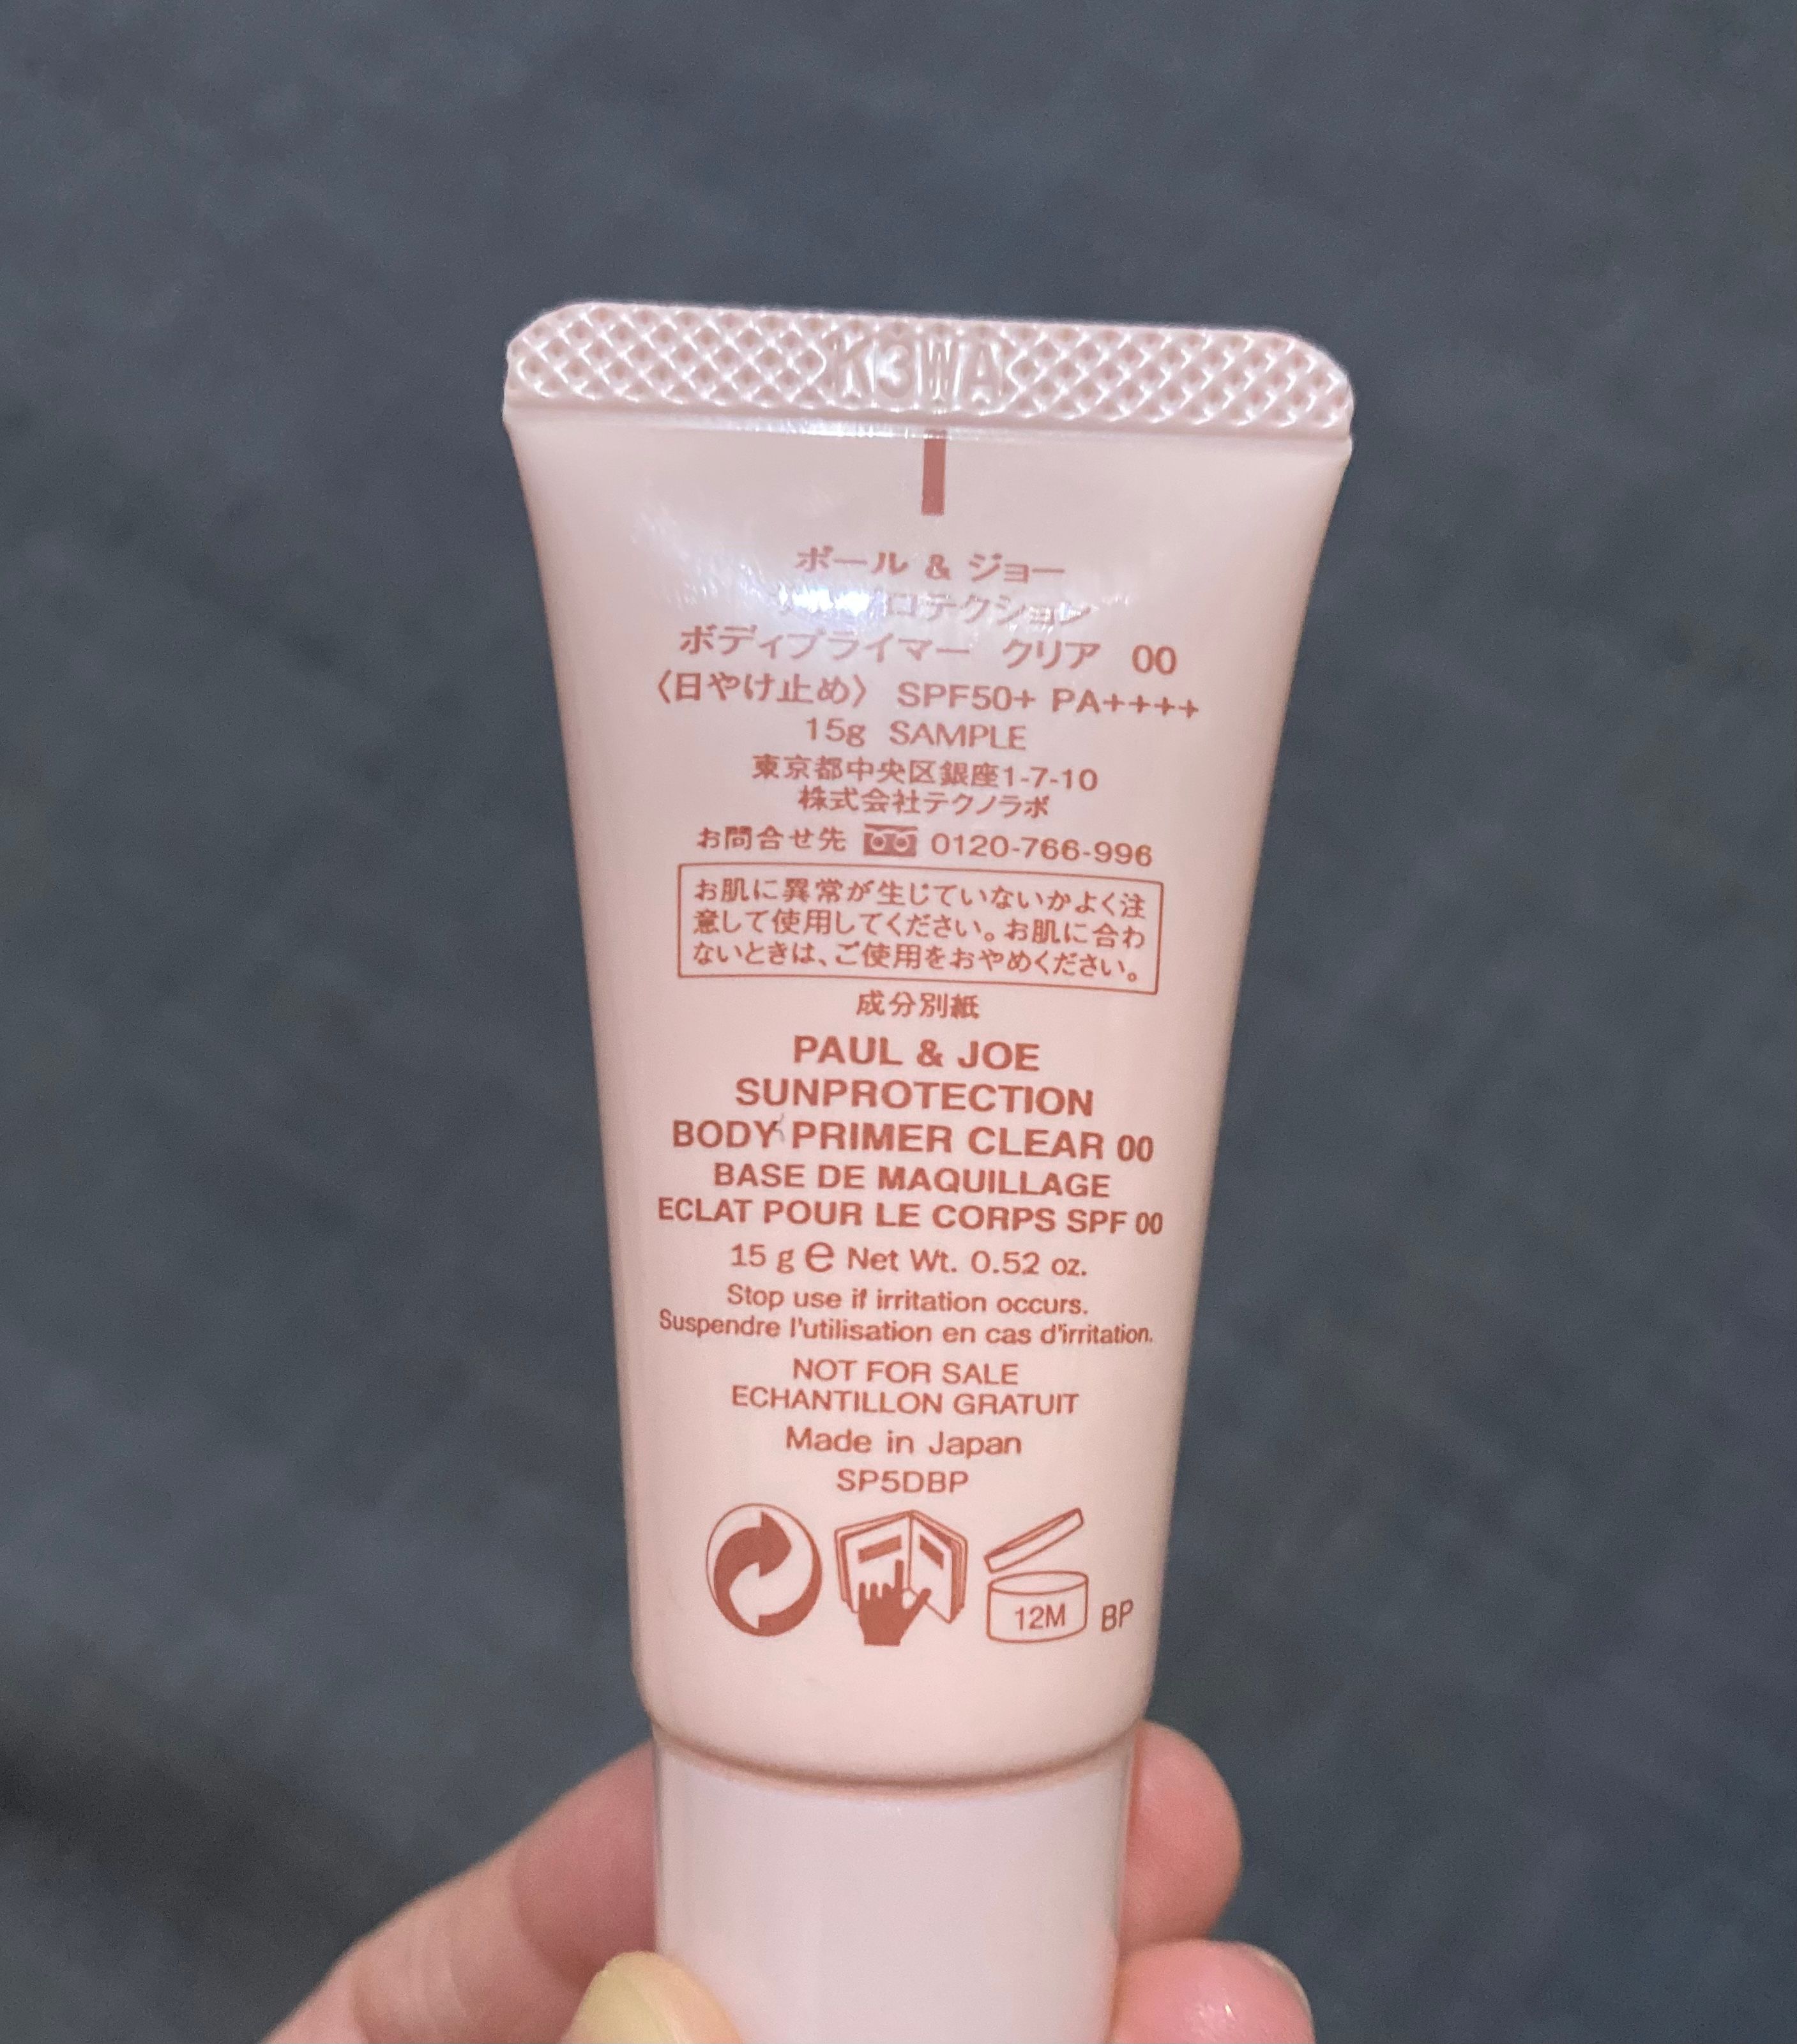 K3WA
ポール & ジョー
プロテクション
ボディプライマー クリア 00
〈日やけ止め〉 SPF50+ PA++++
15g SAMPLE
東京都中央区銀座1-7-10
株式会社テクノラボ
お問合せ先 0120-766-996
お肌に異常が生じていないかよく注
意して使用してください。お肌に合わ
ないときは、ご使用をおやめください。
成分別紙
PAUL & JOE
SUNPROTECTION
BODY PRIMER CLEAR 00
BASE DE MAQUILLAGE
ECLAT POUR LE CORPS SPF 00
15 g e Net Wt. 0.52 oz.
Stop use if irritation occurs.
Suspendre l'utilisation en cas d'irritation.
NOT FOR SALE
ECHANTILLON GRATUIT
Made in Japan
SP5DBP
12M BP